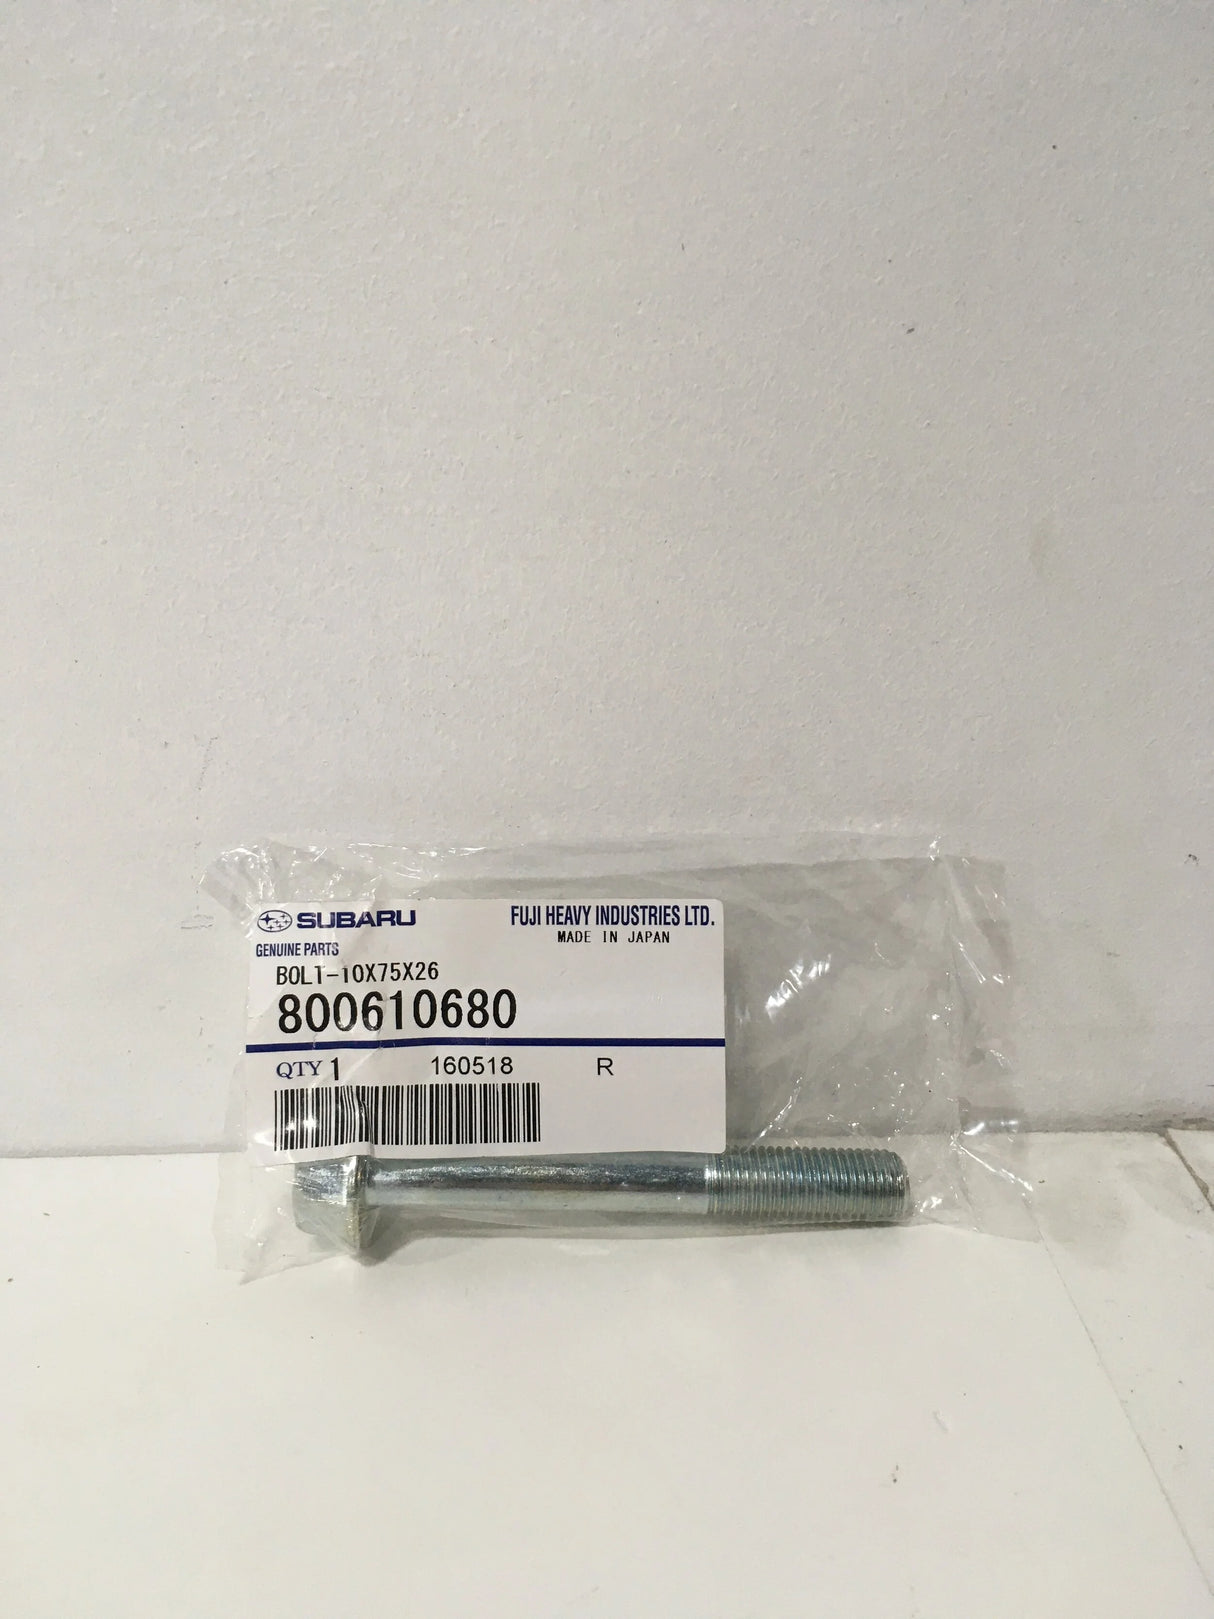 SUBARU FUJI HEAVY INDUSTRIES LTD.
GENUINE PARTS MADE IN JAPAN
BOLT-10X75X26
800610680
QTY 1 160518 R